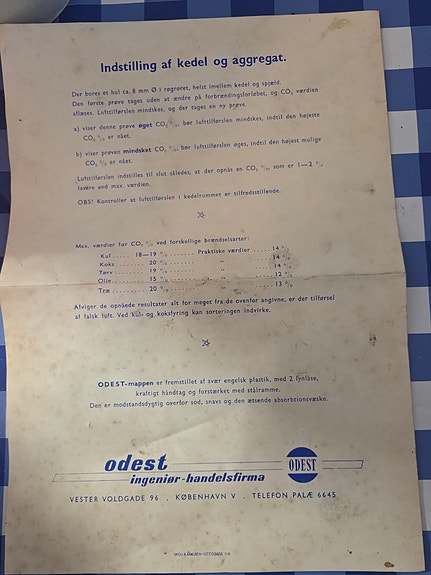 Indstilling af kedel og aggregat.
Der bores et hul ca. 8 mm Ø i røgrøret, helst imellem kedel og spjæld.
Den første prøve tages uden at ændre på forbrændingsforløbet, og CO₂ værdien
aflæses. Lufttilførslen mindskes, og der tages en ny prøve.
a) viser denne prøve øget CO₂ %, bør lufttilførslen mindskes, indtil den højeste
CO₂ % er nået.
b) viser prøven mindsket CO₂ %, bør lufttilførslen øges, indtil den højest mulige
CO₂ % er nået.
Lufttilførslen indstilles til slut således, at der opnås en CO₂ %, som er 1—2 %
lavere end max. værdien.
OBS! Kontroller at lufttilførslen i kedelrummet er tilfredsstillende.
Max. værdier for CO₂ % ved forskellige brændselsarter:
Kul ...... 18—19 % ........ Praktiske værdier ...... 14 %
Koks ..... 20 % ........ „ „ ...... 14 %
Tørv ..... 19 % ........ „ „ ...... 14 %
Olie ..... 15 % ........ „ „ ...... 12 %
Træ ..... 20 % ........ „ „ ...... 13 %
Afviger de opnåede resultater alt for meget fra de ovenfor angivne, er der tilførsel
af falsk luft. Ved kul- og koksfyring kan sorteringen indvirke.
ODEST-mappen er fremstillet af svær engelsk plastik, med 2 lynlåse,
kraftigt håndtag og forstærket med stålramme.
Den er modstandsdygtig overfor sod, snavs og den ætsende absorbtionsvæske.
odest
ingeniør-handelsfirma
ODEST
VESTER VOLDGADE 96 . KØBENHAVN V . TELEFON PALÆ 6645